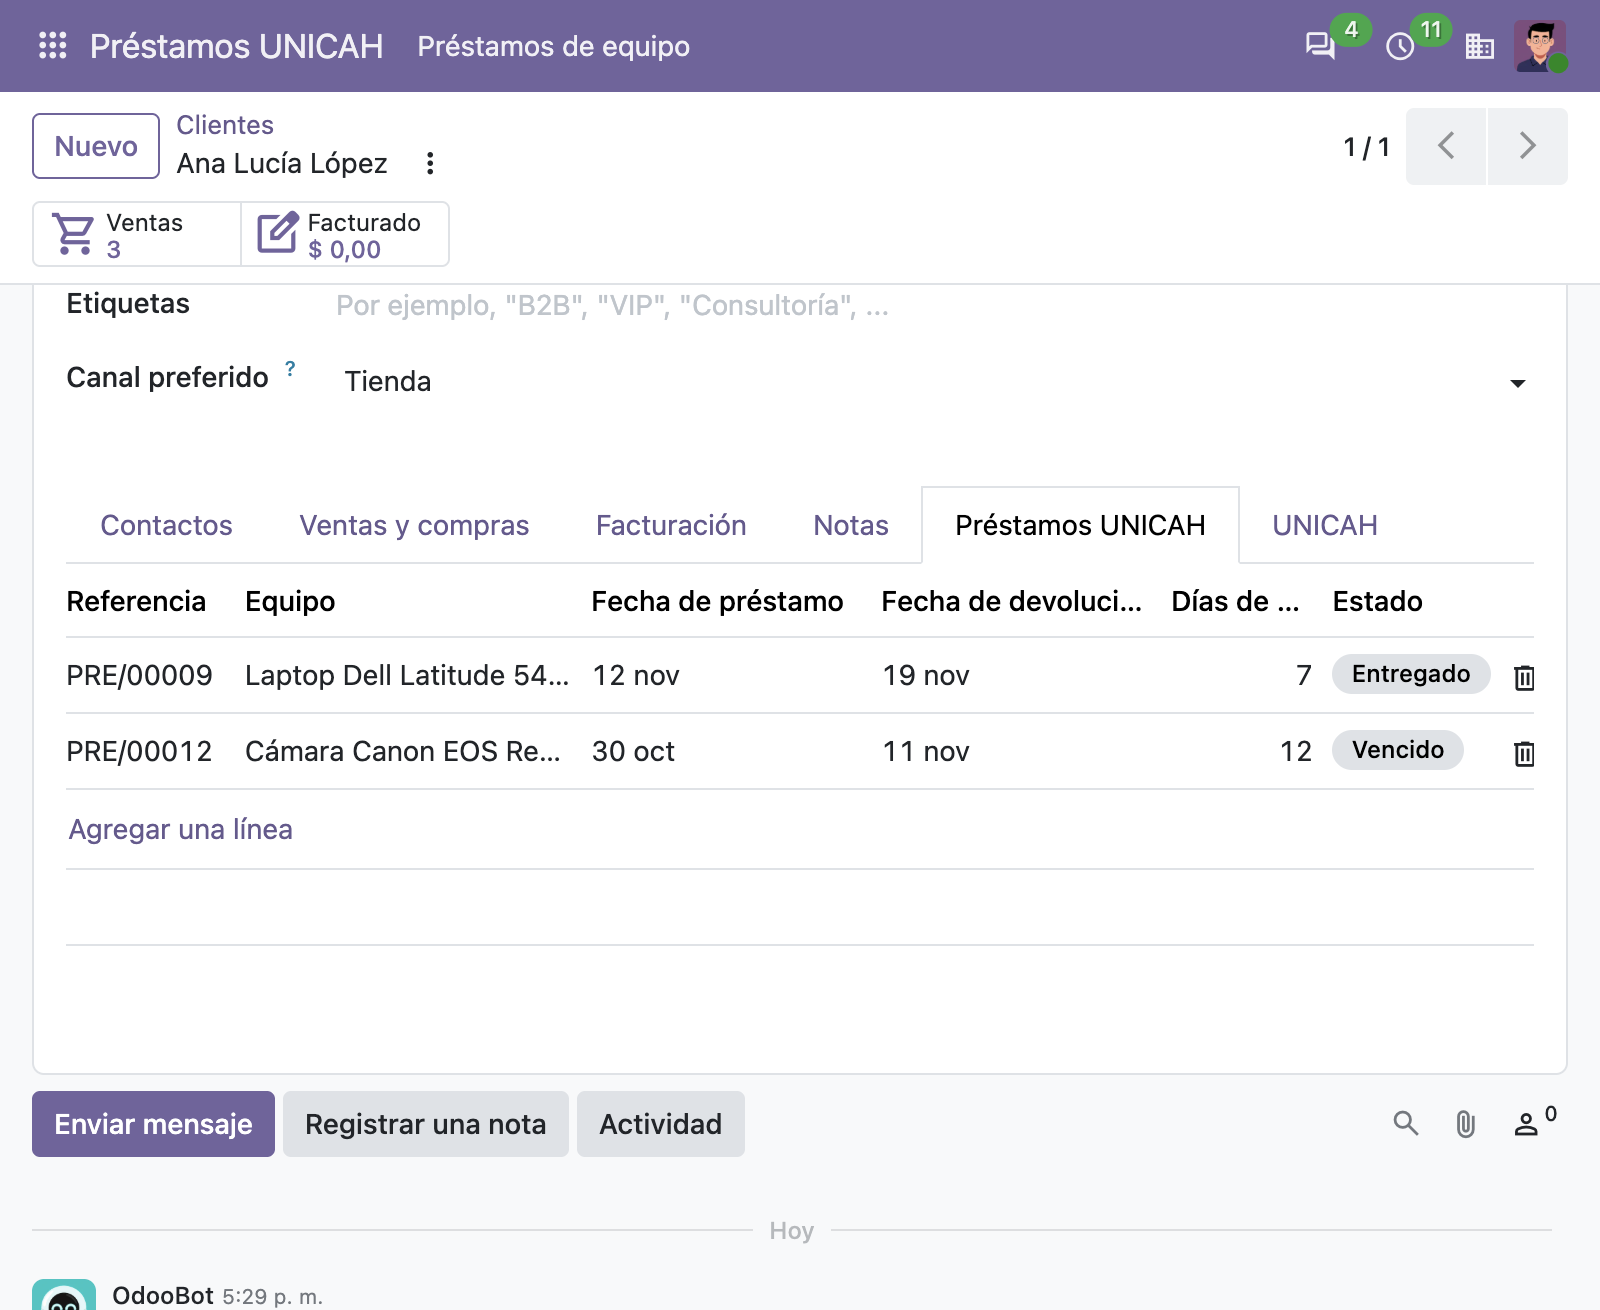 Préstamos UNICAH Préstamos de equipo 4 11
Nuevo Clientes
Ana Lucía López
1 / 1
Ventas
3
Facturado
$ 0,00
Etiquetas Por ejemplo, "B2B", "VIP", "Consultoría", ...
Canal preferido ? Tienda
Contactos Ventas y compras Facturación Notas Préstamos UNICAH UNICAH
Referencia Equipo Fecha de préstamo Fecha de devoluci... Días de ... Estado
PRE/00009 Laptop Dell Latitude 54... 12 nov 19 nov 7 Entregado
PRE/00012 Cámara Canon EOS Re... 30 oct 11 nov 12 Vencido
Agregar una línea
Enviar mensaje Registrar una nota Actividad 0
Hoy
OdooBot 5:29 p. m.